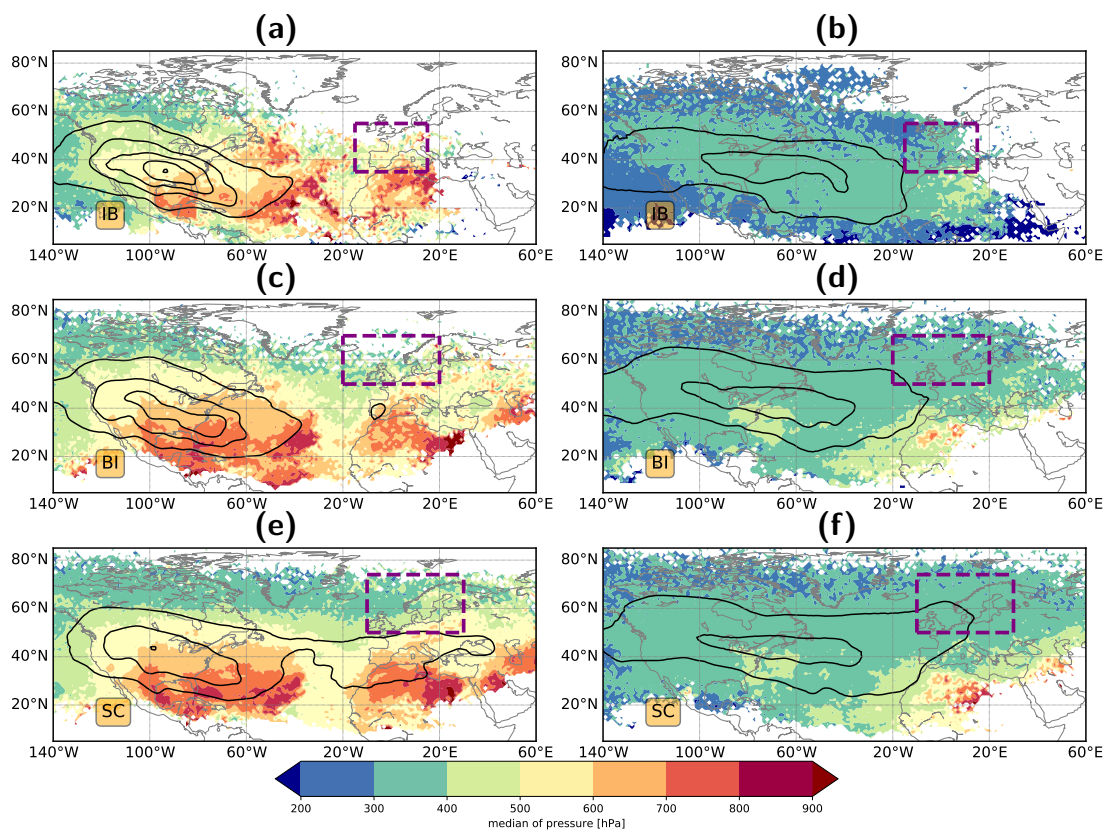 (a) (b)
80°N 80°N
60°N 60°N
40°N 40°N
20°N 20°N
IB IB
140°W 100°W 60°W 20°W 20°E 60°E 140°W 100°W 60°W 20°W 20°E 60°E
(c) (d)
80°N 80°N
60°N 60°N
40°N 40°N
20°N 20°N
BI BI
140°W 100°W 60°W 20°W 20°E 60°E 140°W 100°W 60°W 20°W 20°E 60°E
(e) (f)
80°N 80°N
60°N 60°N
40°N 40°N
20°N 20°N
SC SC
140°W 100°W 60°W 20°W 20°E 60°E 140°W 100°W 60°W 20°W 20°E 60°E
200 300 400 500 600 700 800 900
median of pressure [hPa]